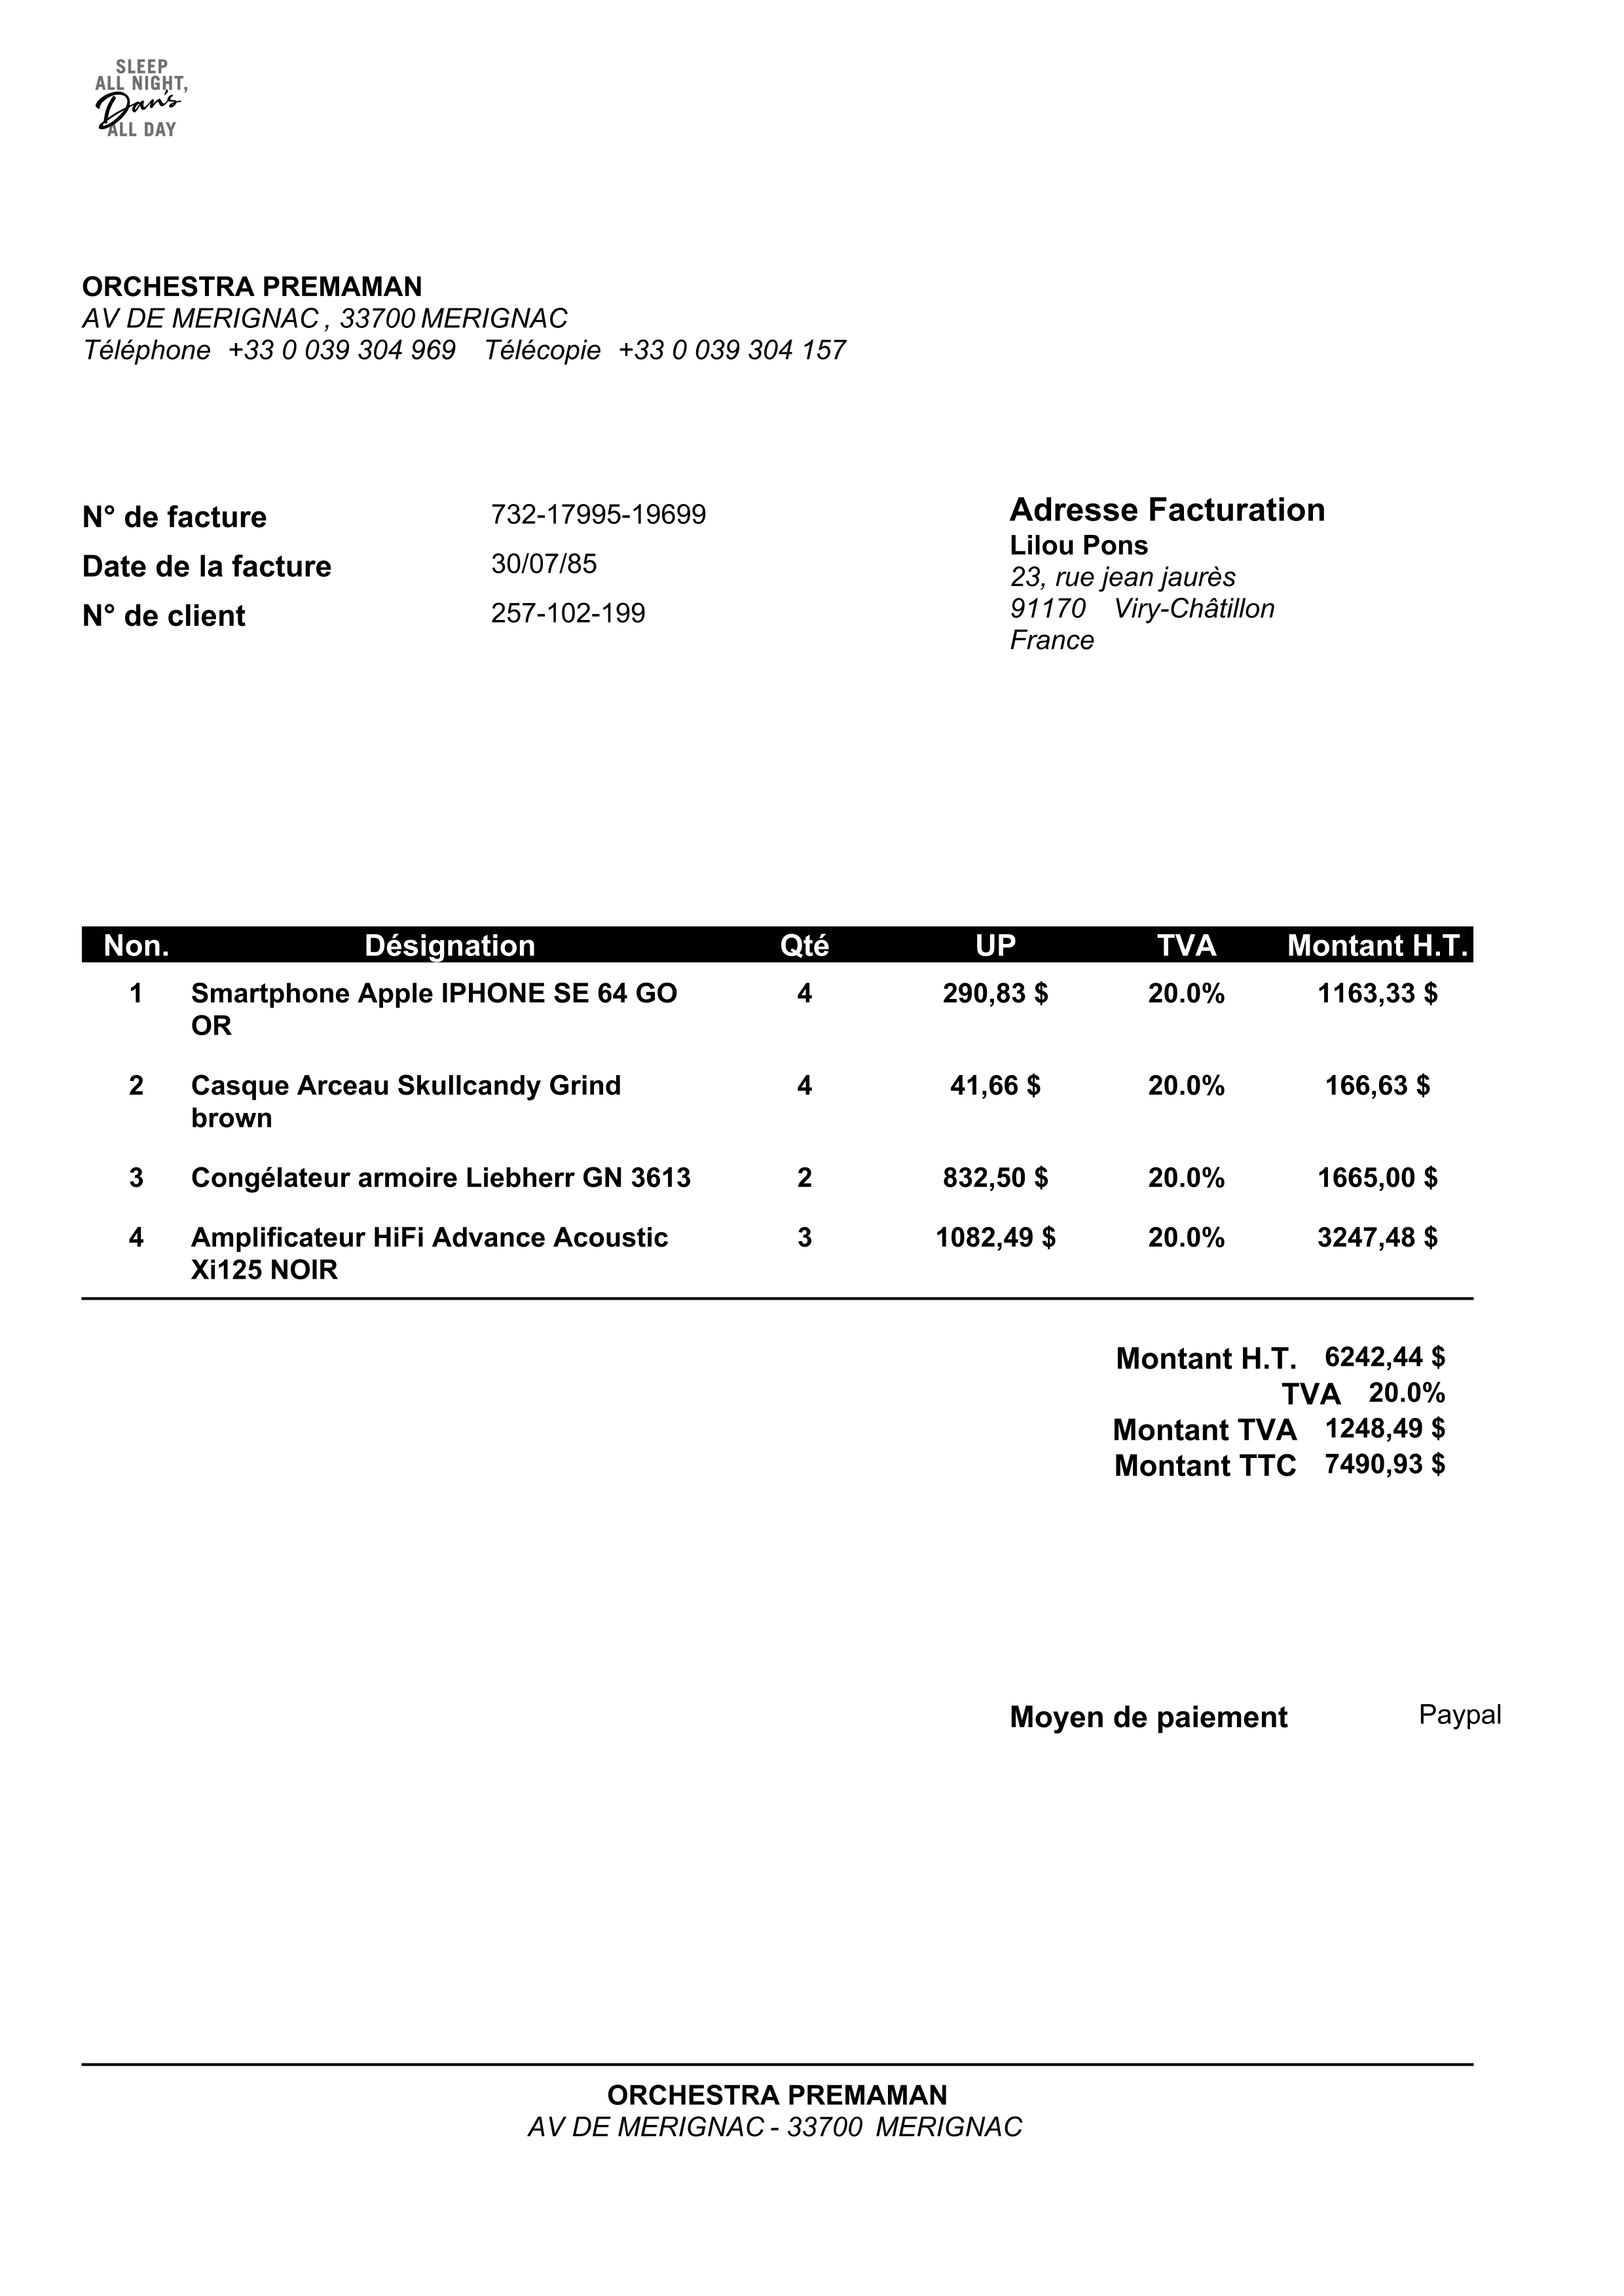 SLEEP
ALL NIGHT,
Dan's
ALL DAY
ORCHESTRA PREMAMAN
AV DE MERIGNAC , 33700 MERIGNAC
Téléphone +33 0 039 304 969 Télécopie +33 0 039 304 157
N° de facture 732-17995-19699
Date de la facture 30/07/85
N° de client 257-102-199
Adresse Facturation
Lilou Pons
23, rue jean jaurès
91170 Viry-Châtillon
France
Non. Désignation Qté UP TVA Montant H.T.
1 Smartphone Apple IPHONE SE 64 GO 4 290,83 $ 20.0% 1163,33 $
OR
2 Casque Arceau Skullcandy Grind 4 41,66 $ 20.0% 166,63 $
brown
3 Congélateur armoire Liebherr GN 3613 2 832,50 $ 20.0% 1665,00 $
4 Amplificateur HiFi Advance Acoustic 3 1082,49 $ 20.0% 3247,48 $
Xi125 NOIR
Montant H.T. 6242,44 $
TVA 20.0%
Montant TVA 1248,49 $
Montant TTC 7490,93 $
Moyen de paiement Paypal
ORCHESTRA PREMAMAN
AV DE MERIGNAC - 33700 MERIGNAC